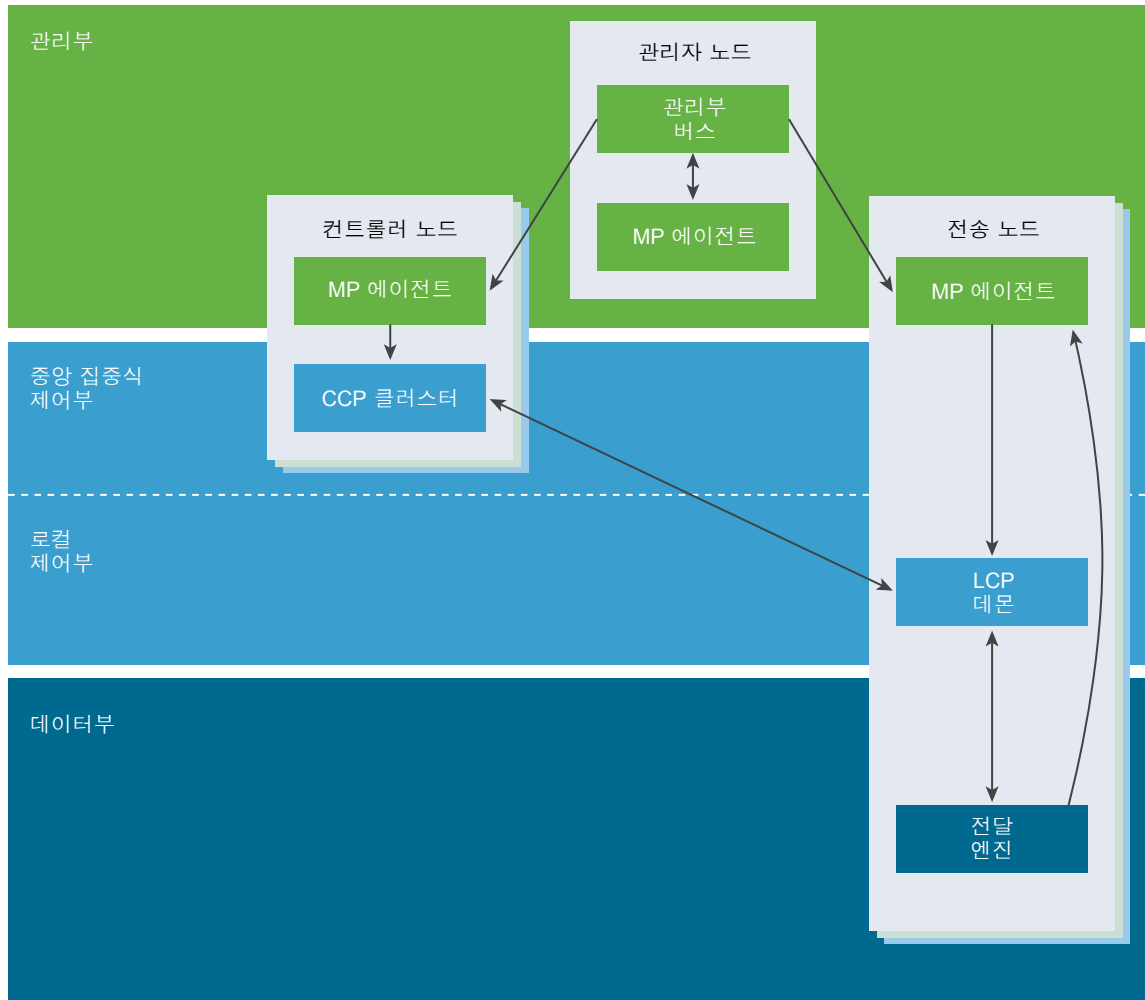 관리부
관리자 노드
관리부
버스
MP 에이전트
컨트롤러 노드
MP 에이전트
전송 노드
MP 에이전트
중앙 집중식
제어부
CCP 클러스터
로컬
제어부
LCP
데몬
데이터부
전달
엔진